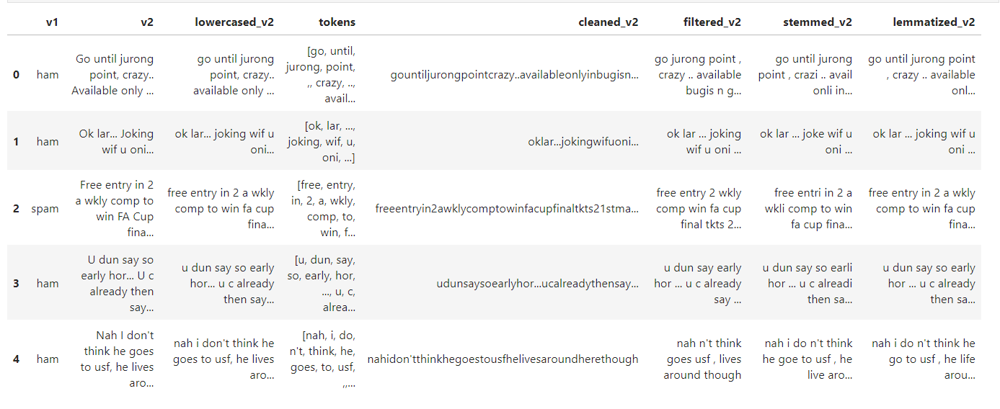 v1 v2 lowercased_v2 tokens cleaned_v2 filtered_v2 stemmed_v2 lemmatized_v2
0 ham
Go until jurong
point, crazy..
Available only ...
go until jurong
point, crazy..
available only ...
[go, until,
jurong, point,
,, crazy, ..,
avail...
gountiljurongpointcrazy..availableonlyinbugisn...
go jurong point ,
crazy .. available
bugis n g...
go until jurong
point , crazi .. avail
onli in...
go until jurong point
, crazy .. available
onl...
1 ham
Ok lar... Joking
wif u oni...
ok lar... joking wif u
oni...
[ok, lar, ...,
joking, wif, u,
oni, ...]
oklar...jokingwifuoni...
ok lar ... joking
wif u oni ...
ok lar ... joke wif u
oni ...
ok lar ... joking wif u
oni ...
2 spam
Free entry in 2
a wkly comp to
win FA Cup
fina...
free entry in 2 a wkly
comp to win fa cup
fina...
[free, entry,
in, 2, a, wkly,
comp, to,
win, f...
freeentryin2awklycomptowinfacupfinaltkts21stma...
free entry 2 wkly
comp win fa cup
final tkts 2...
free entri in 2 a
wkli comp to win
fa cup fina...
free entry in 2 a wkly
comp to win fa cup
fina...
3 ham
U dun say so
early hor... U c
already then
say...
u dun say so early
hor... u c already
then say...
[u, dun, say,
so, early, hor,
..., u, c,
alrea...
udunsaysoearlyhor...ucalreadythensay...
u dun say early
hor ... u c already
say ...
u dun say so earli
hor ... u c alreadi
then sa...
u dun say so early
hor ... u c already
then sa...
4 ham
Nah I don't
think he goes
to usf, he lives
aro...
nah i don't think he
goes to usf, he lives
aro...
[nah, i, do,
n't, think, he,
goes, to, usf,
,,...
nahidon'tthinkhegoestousfhelivesaroundherethough
nah n't think
goes usf , lives
around though
nah i do n't think
he goe to usf , he
live aro...
nah i do n't think he
go to usf , he life
arou...